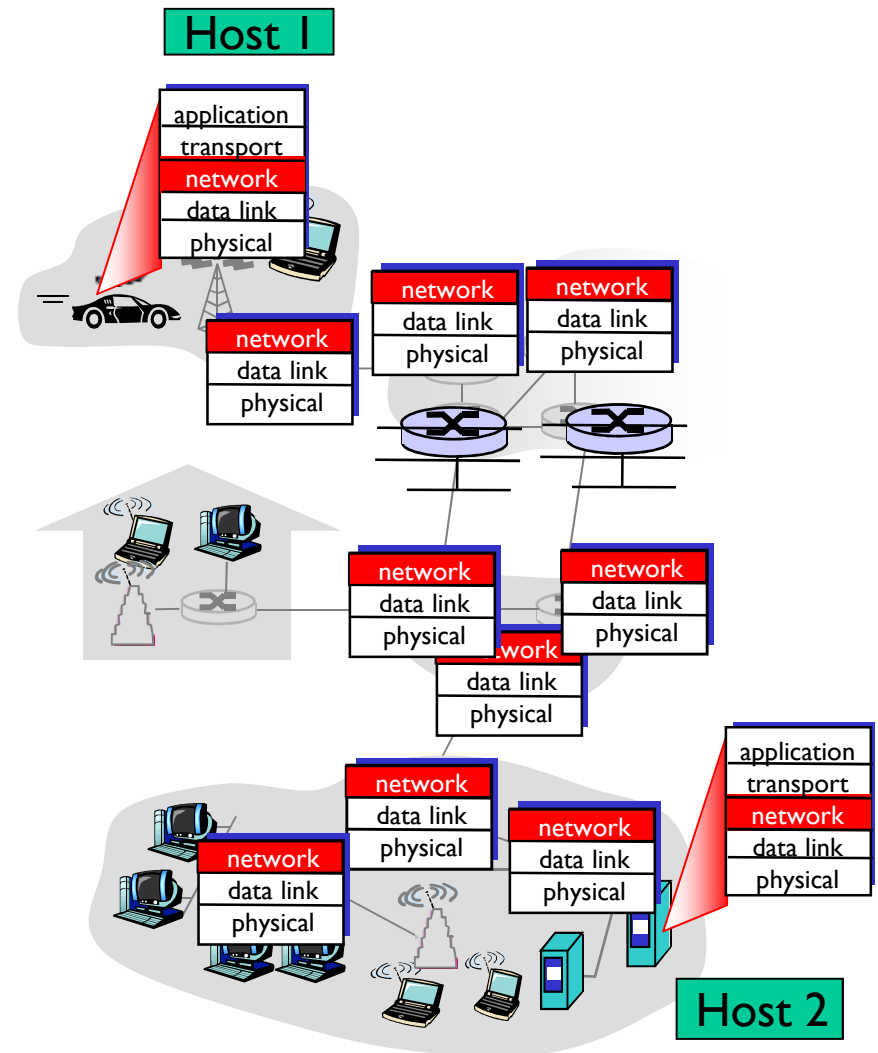 Host 1
application
transport
network
data link
physical
network
data link
physical
network
data link
physical
network
data link
physical
network
data link
physical
network
data link
physical
network
data link
physical
network
data link
physical
network
data link
physical
network
data link
physical
application
transport
network
data link
physical
Host 2